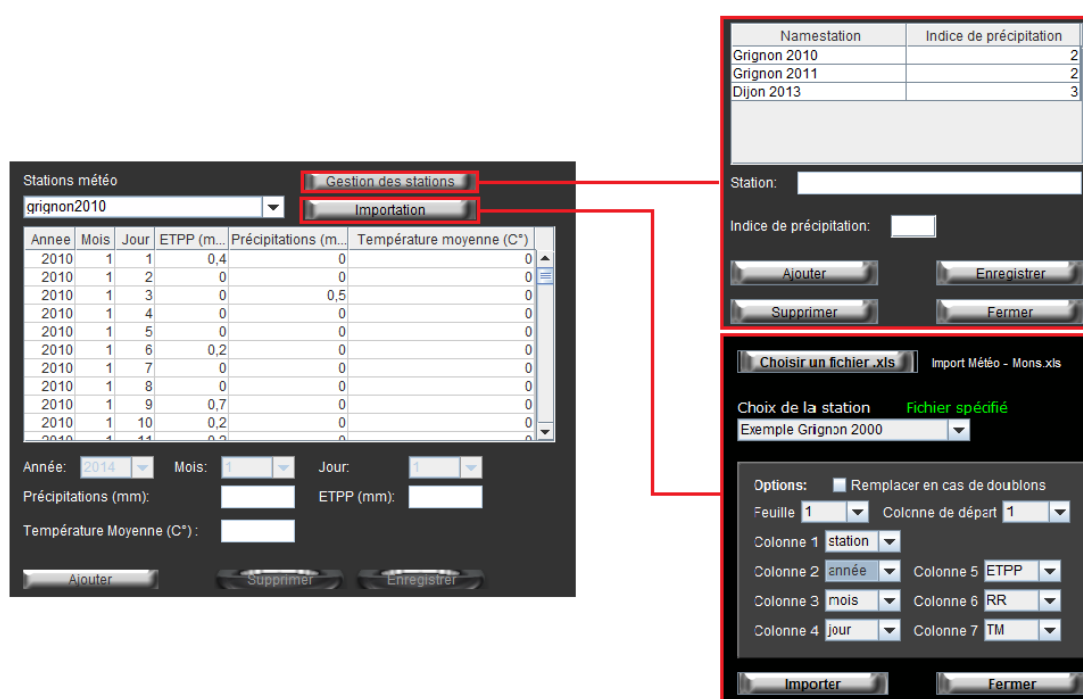 Stations météo Gestion des stations
grignon2010 Importation
Annee Mois Jour ETPP (m... Précipitations (m... Température moyenne (C°)
2010 1 1 0,4 0 0
2010 1 2 0 0 0
2010 1 3 0 0,5 0
2010 1 4 0 0 0
2010 1 5 0 0 0
2010 1 6 0,2 0 0
2010 1 7 0 0 0
2010 1 8 0 0 0
2010 1 9 0,7 0 0
2010 1 10 0,2 0 0
2010 1 11 0,2 0 0
Année: 2014 Mois: 1 Jour: 1
Précipitations (mm): ETPP (mm):
Température Moyenne (C°) :
Ajouter Supprimer Enregistrer
Namestation Indice de précipitation
Grignon 2010 2
Grignon 2011 2
Dijon 2013 3
Station:
Indice de précipitation:
Ajouter Enregistrer
Supprimer Fermer
Choisir un fichier .xls Import Météo - Mons.xls
Choix de la station Fichier spécifié
Exemple Grignon 2000
Options: Remplacer en cas de doublons
Feuille 1 Colonne de départ 1
Colonne 1 station
Colonne 2 année Colonne 5 ETPP
Colonne 3 mois Colonne 6 RR
Colonne 4 jour Colonne 7 TM
Importer Fermer